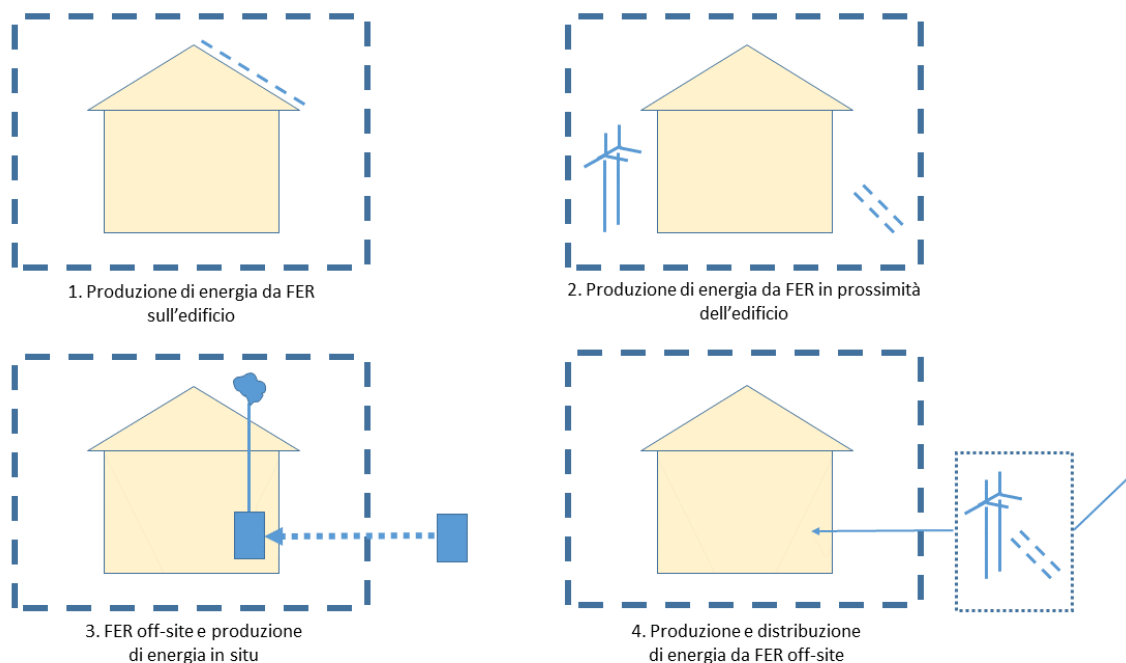 1. Produzione di energia da FER
sull'edificio
2. Produzione di energia da FER in prossimità
dell'edificio
3. FER off-site e produzione
di energia in situ
4. Produzione e distribuzione
di energia da FER off-site